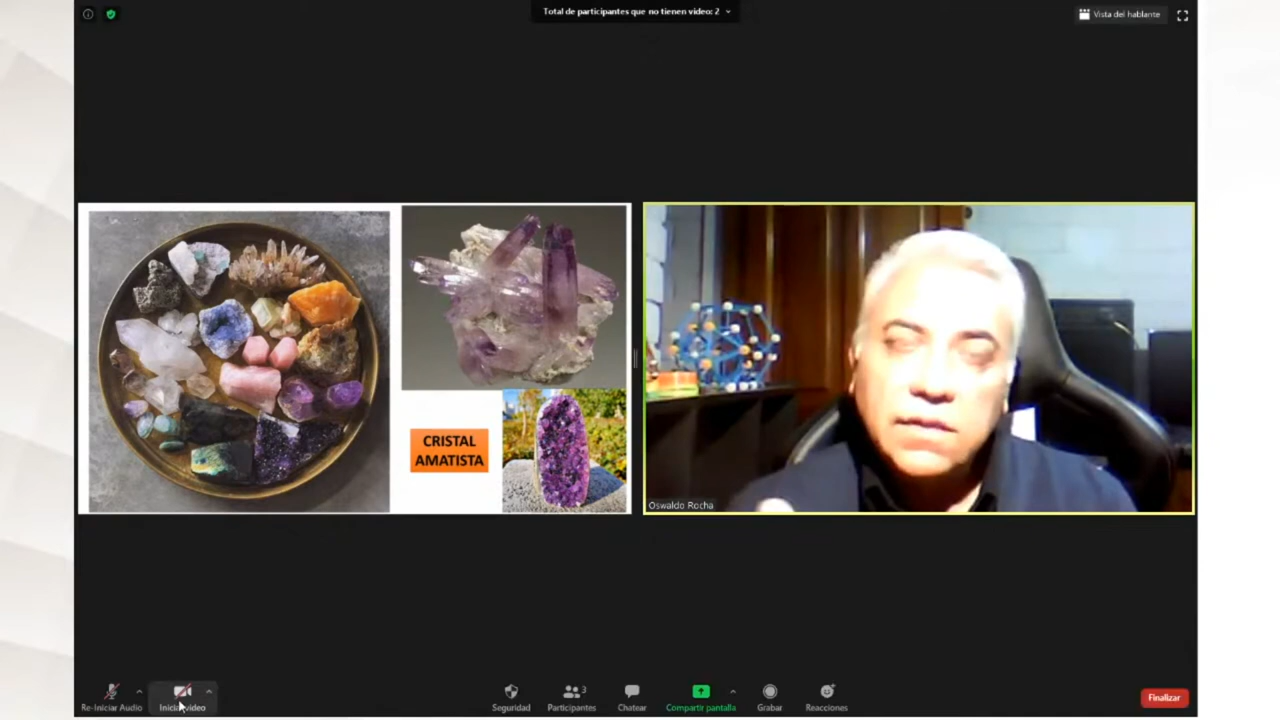 Total de participantes que no tienen video: 2
Vista del hablante
CRISTAL
AMATISTA
Oswaldo Rocha
Re-Iniciar Audio
Iniciar video
Seguridad
3
Participantes
Chatear
Compartir pantalla
Grabar
Reacciones
Finalizar